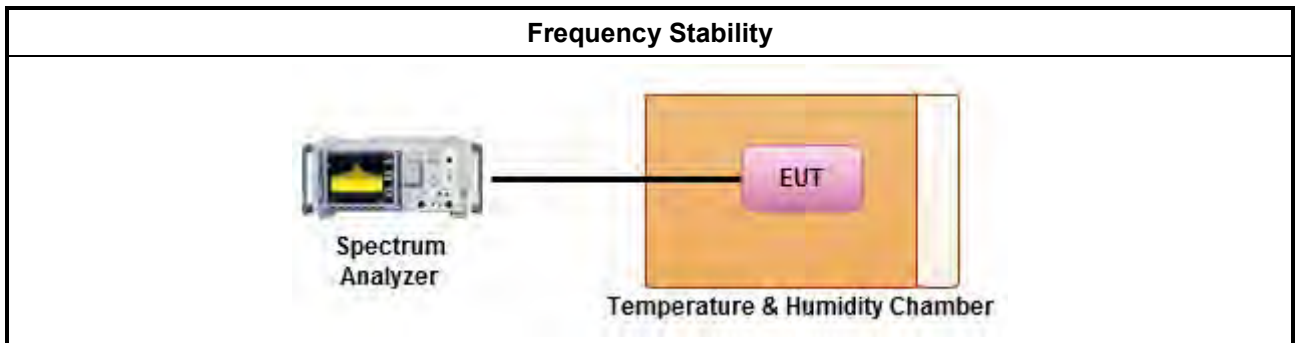 Frequency Stability
EUT
Spectrum
Analyzer
Temperature & Humidity Chamber